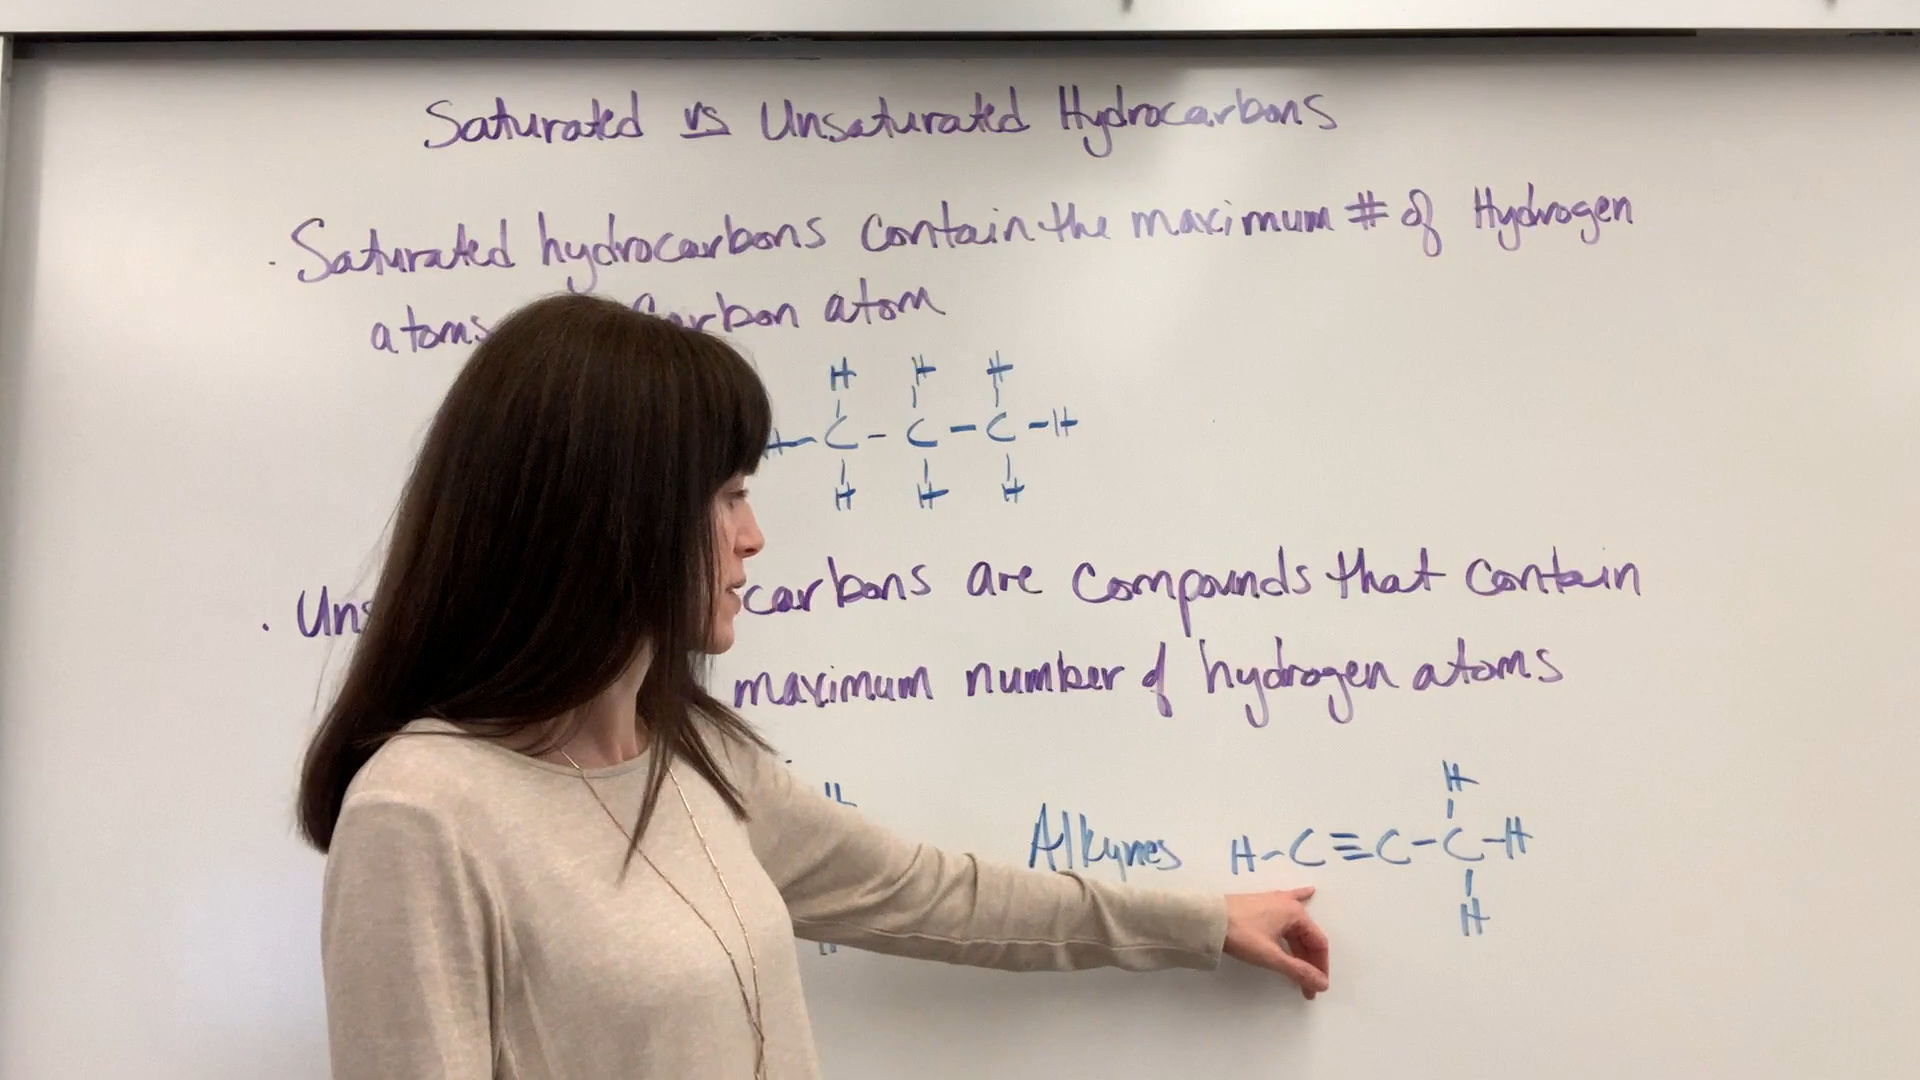 Saturated vs Unsaturated Hydrocarbons
· Saturated hydrocarbons contain the maximum # of Hydrogen
atoms carbon atom
H H H
H-C-C-C-H
H H H
· Uns carbons are compounds that contain
maximum number of hydrogen atoms
H
Alkynes H-C≡C-C-H
H